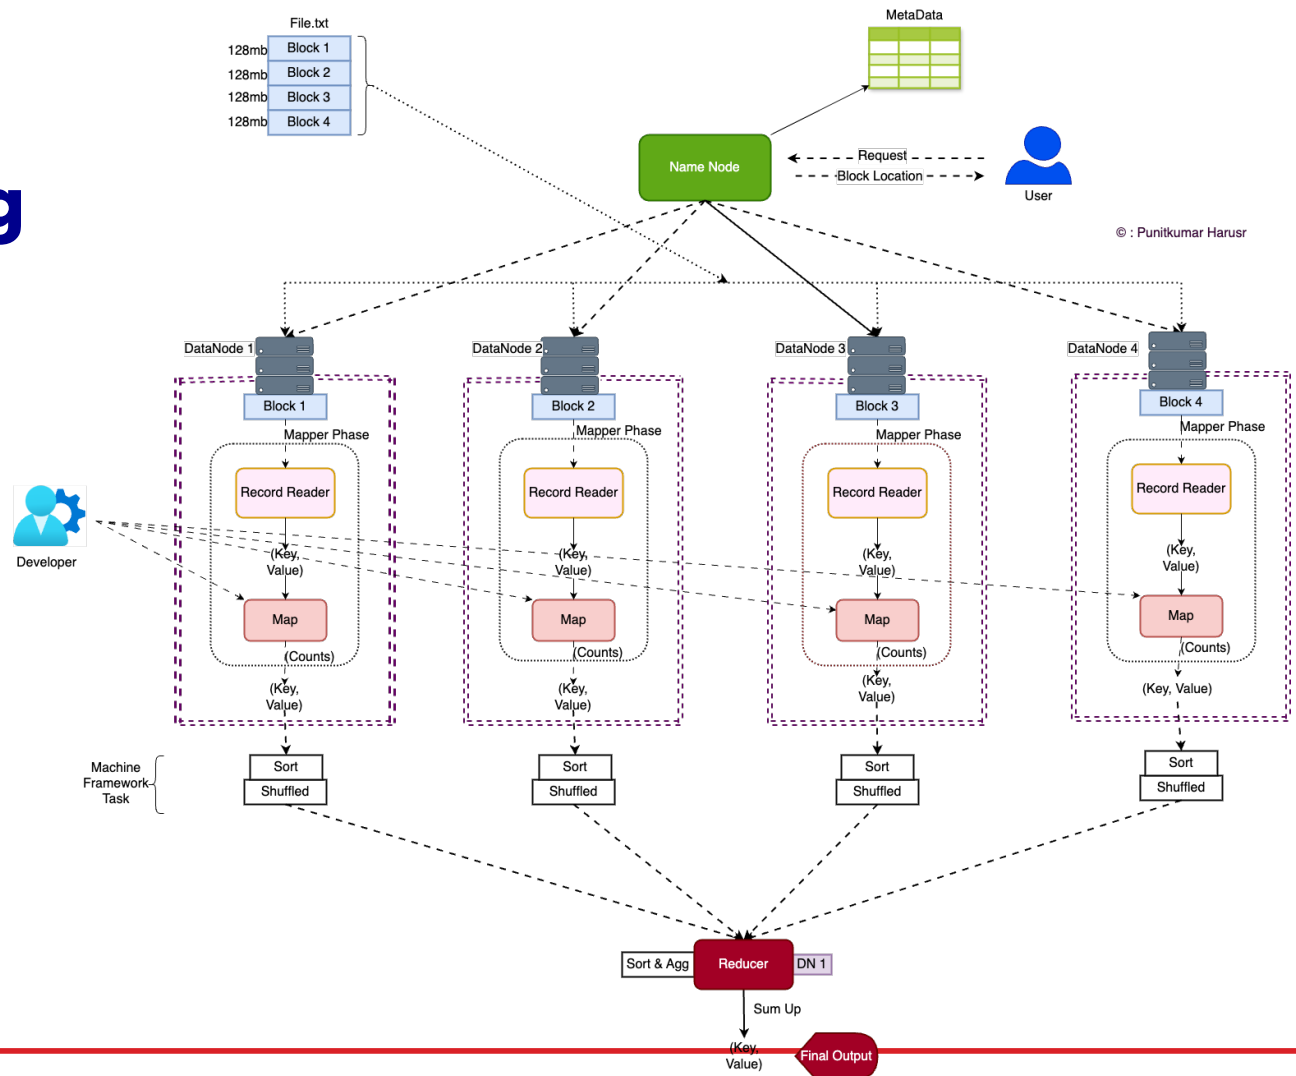 File.txt
MetaData
128mb Block 1
128mb Block 2
128mb Block 3
128mb Block 4
Name Node
Request
Block Location
User
g
© : Punitkumar Harusr
DataNode 1
DataNode 2
DataNode 3
DataNode 4
Block 1
Block 2
Block 3
Block 4
Mapper Phase
Mapper Phase
Mapper Phase
Mapper Phase
Record Reader
Record Reader
Record Reader
Record Reader
Developer
(Key,
Value)
(Key,
Value)
(Key,
Value)
(Key,
Value)
Map
Map
Map
Map
(Counts)
(Counts)
(Counts)
(Counts)
(Key,
Value)
(Key,
Value)
(Key,
Value)
(Key, Value)
Machine
Framework
Task
Sort
Shuffled
Sort
Shuffled
Sort
Shuffled
Sort
Shuffled
Sort & Agg
Reducer
DN 1
Sum Up
(Key,
Value)
Final Output